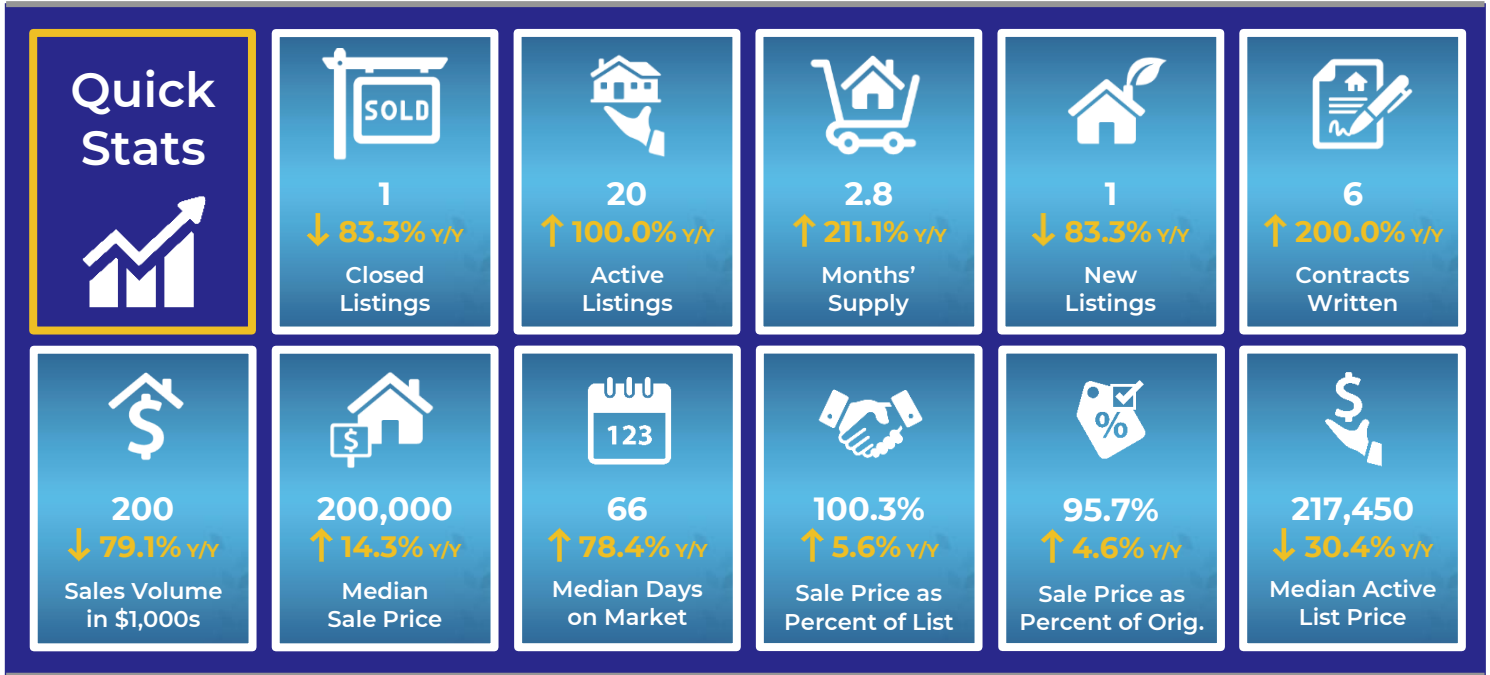 Quick
Stats
SOLD
1
↓ 83.3% Y/Y
Closed
Listings
20
↑ 100.0% Y/Y
Active
Listings
2.8
↑ 211.1% Y/Y
Months’
Supply
1
↓ 83.3% Y/Y
New
Listings
6
↑ 200.0% Y/Y
Contracts
Written
$
200
↓ 79.1% Y/Y
Sales Volume
in $1,000s
$
200,000
↑ 14.3% Y/Y
Median
Sale Price
123
66
↑ 78.4% Y/Y
Median Days
on Market
100.3%
↑ 5.6% Y/Y
Sale Price as
Percent of List
%
95.7%
↑ 4.6% Y/Y
Sale Price as
Percent of Orig.
$
217,450
↓ 30.4% Y/Y
Median Active
List Price